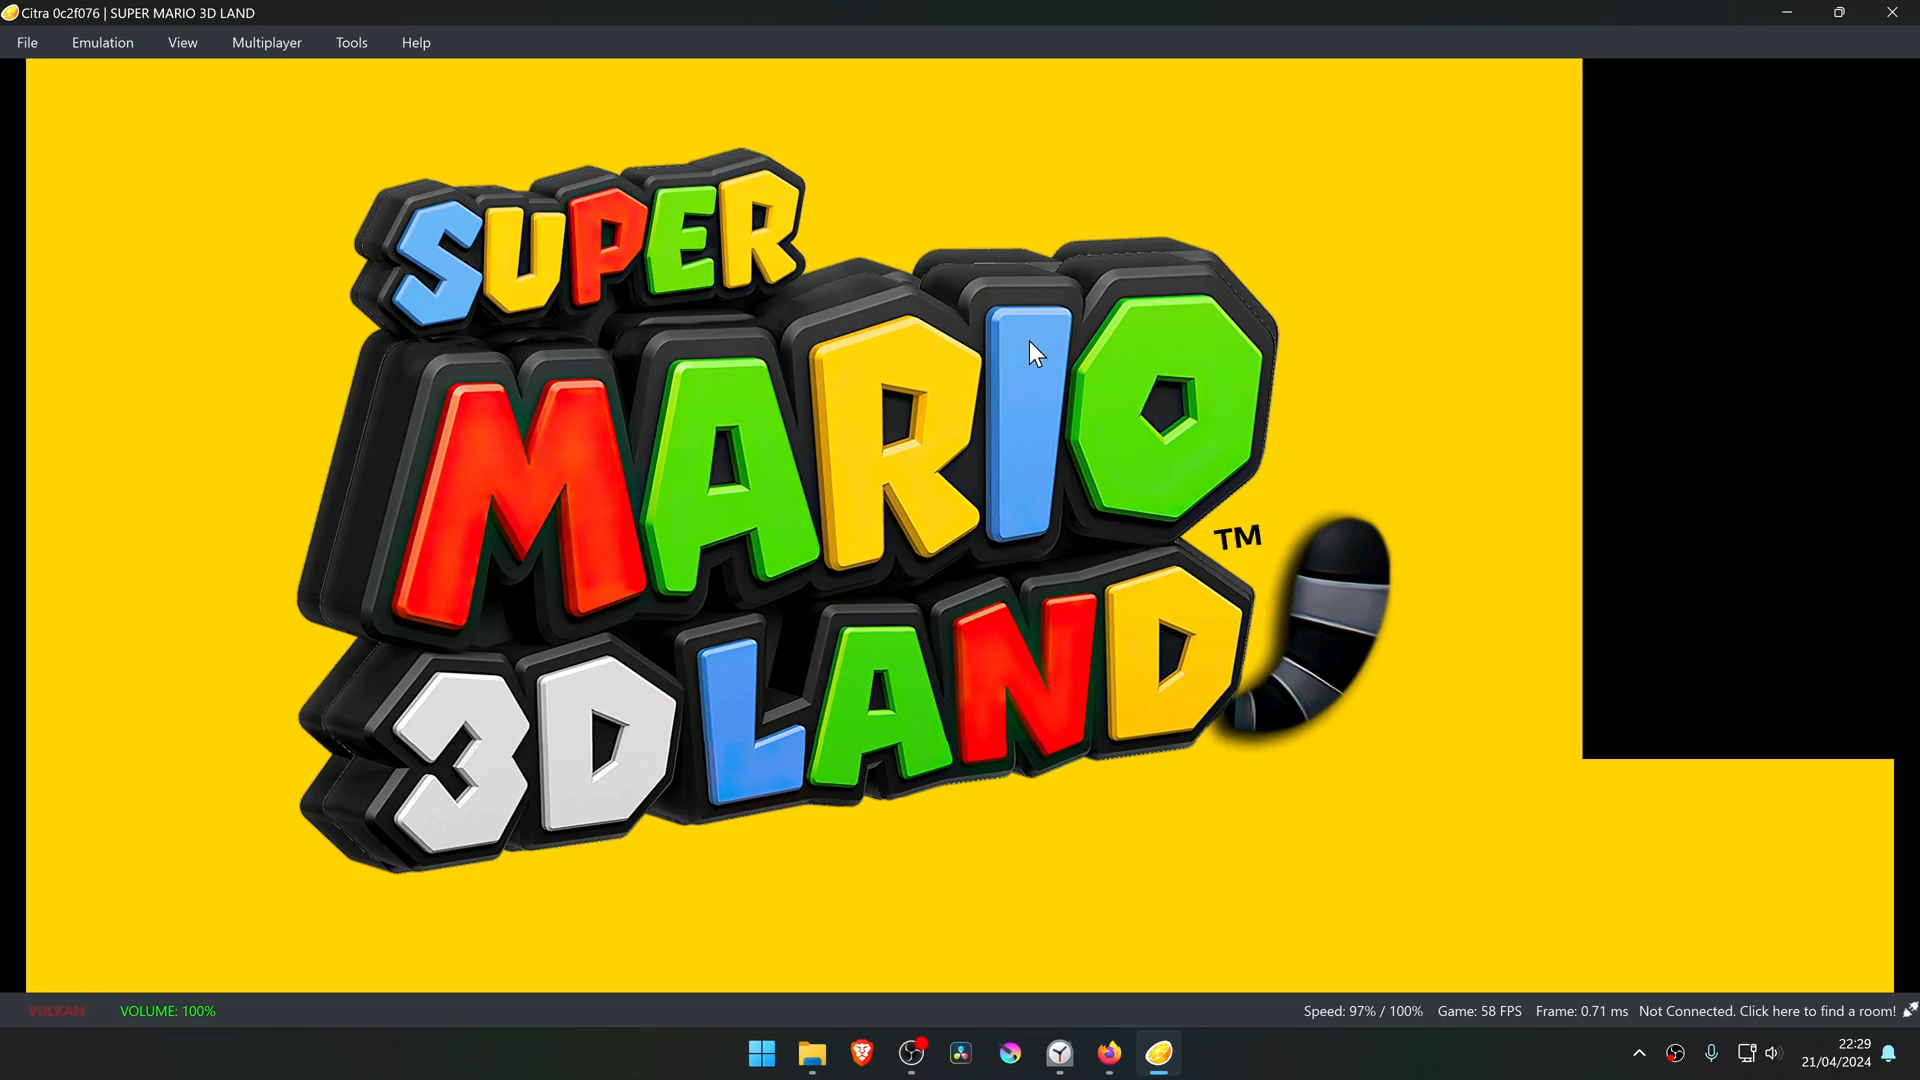 Citra 0c2f076 | SUPER MARIO 3D LAND
File Emulation View Multiplayer Tools Help
SUPER
MARIO
TM
3D LAND
VULKAN VOLUME: 100% Speed: 97% / 100% Game: 58 FPS Frame: 0.71 ms Not Connected. Click here to find a room!
22:29
21/04/2024